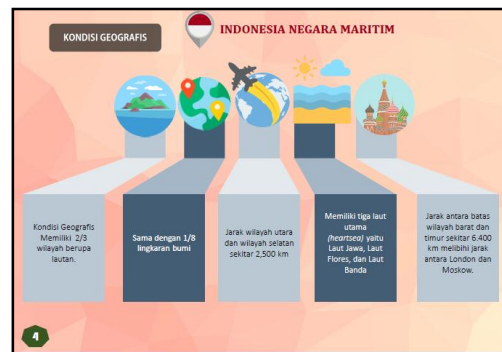 KONDISI GEOGRAFIS
INDONESIA NEGARA MARITIM
Kondisi Geografis
Memiliki 2/3
wilayah berupa
lautan.
Sama dengan 1/8
lingkaran bumi
Jarak wilayah utara
dan wilayah selatan
sekitar 2,500 km
Memiliki tiga laut
utama
(heartsea) yaitu
Laut Jawa, Laut
Flores, dan Laut
Banda
Jarak antara batas
wilayah barat dan
timur sekitar 6.400
km melibihi jarak
antara London dan
Moskow.
4